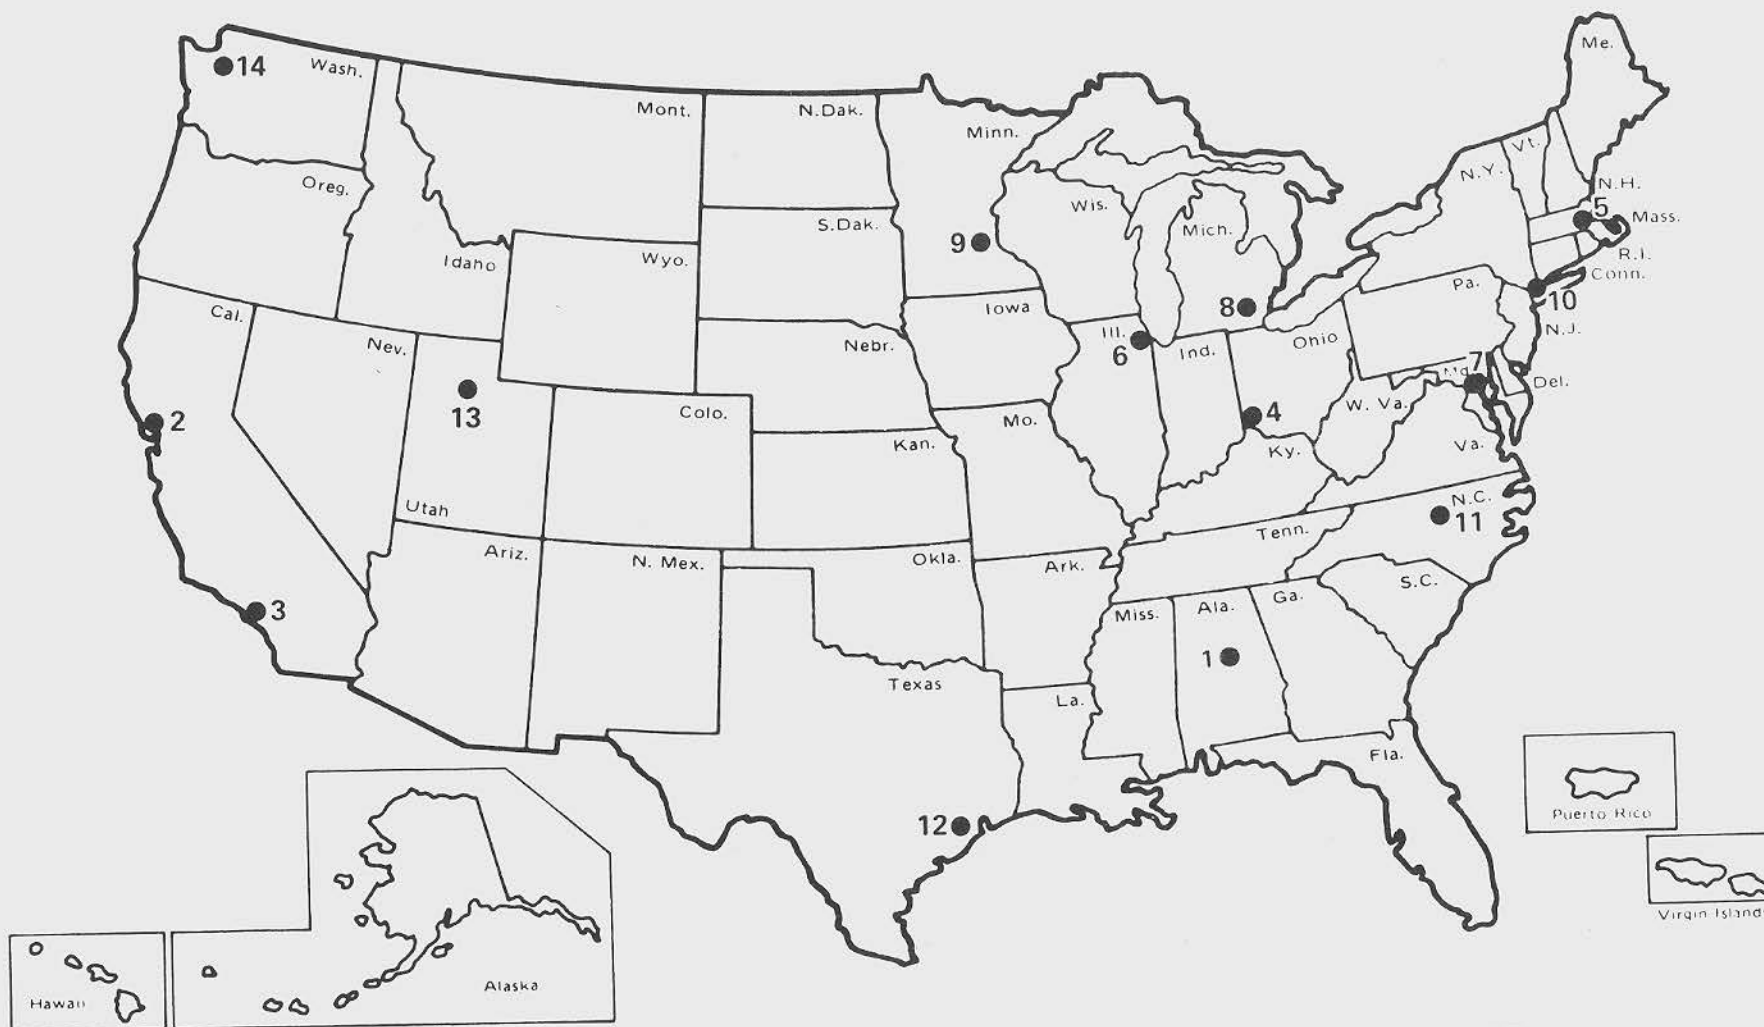 Me.
14
Wash.
Mont.
N.Dak.
Minn.
Vt.
N.Y.
Oreg.
N.H.
5
Mass.
Wis.
Mich.
S.Dak.
9
Idaho
Wyo.
R.I.
Conn.
Pa.
10
Cal.
Iowa
8
N.J.
Nev.
Nebr.
Ill.
6
Ind.
Ohio
7
Md.
Del.
13
2
Colo.
Mo.
4
W. Va.
Kan.
Ky.
Va.
Utah
N.C.
11
Ariz.
N. Mex.
Okla.
Ark.
Tenn.
S.C.
3
Miss.
Ala.
Ga.
1
Texas
La.
Fla.
12
Puerto Rico
Virgin Island
Alaska
Hawaii